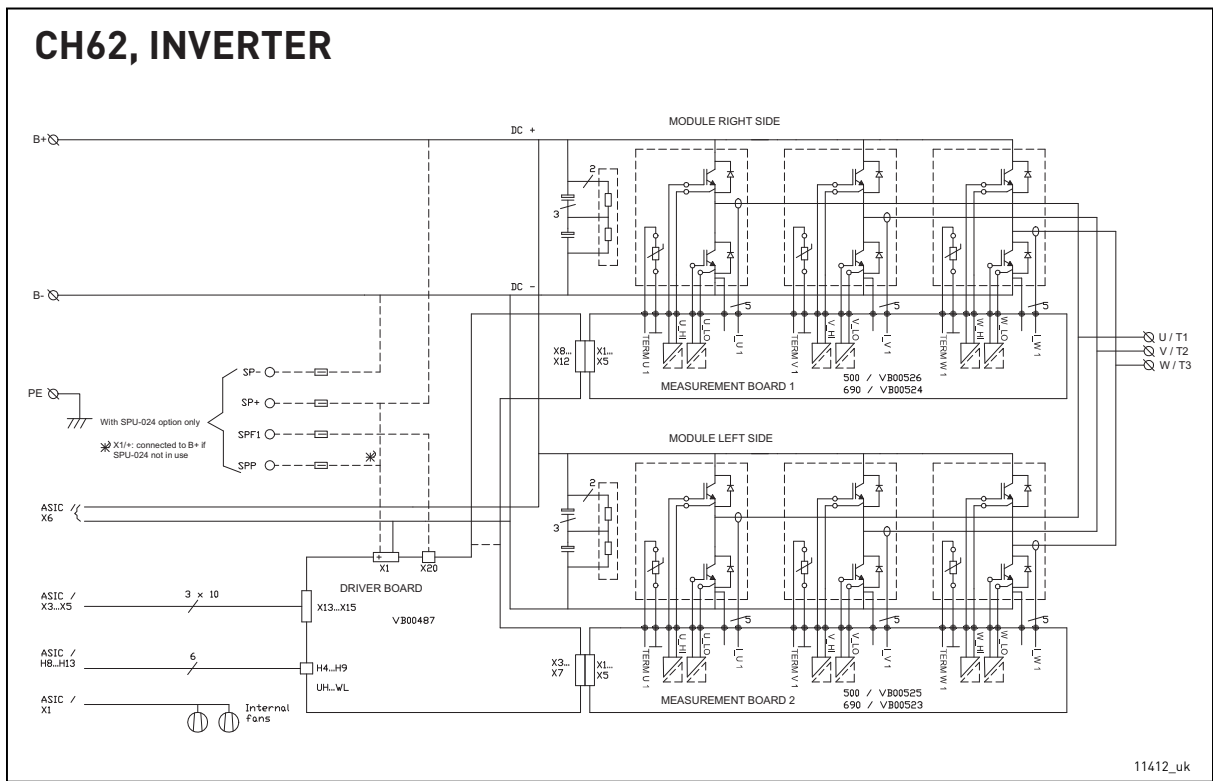 CH62, INVERTER
MODULE RIGHT SIDE
B+
DC +
2
3
B-
DC -
5
5
5
TERM U 1
U_HI
U_LO
I_U 1
TERM V 1
V_HI
V_LO
I_V 1
TERM W 1
W_HI
W_LO
I_W 1
X8...
X12
X1...
X5
MEASUREMENT BOARD 1
500 / VB00526
690 / VB00524
U / T1
V / T2
W / T3
PE
SP-
SP+
SPF1
SPP
With SPU-024 option only
X1/+: connected to B+ if
SPU-024 not in use
MODULE LEFT SIDE
2
3
ASIC /
X6
+
X1
X20
DRIVER BOARD
VB00487
ASIC /
X3...X5
3 x 10
X13...X15
ASIC /
H8...H13
6
H4...H9
UH...WL
ASIC /
X1
Internal
fans
5
5
5
TERM U 1
U_HI
U_LO
I_U 1
TERM V 1
V_HI
V_LO
I_V 1
TERM W 1
W_HI
W_LO
I_W 1
X3...
X7
X1...
X5
MEASUREMENT BOARD 2
500 / VB00525
690 / VB00523
11412_uk